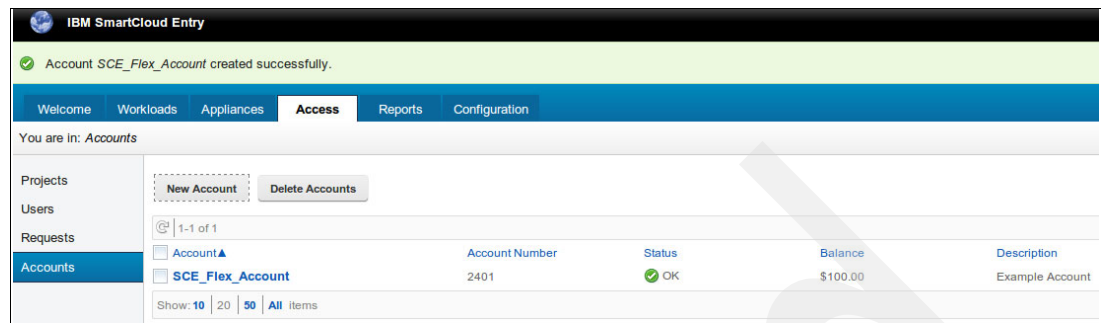 IBM SmartCloud Entry
Account SCE_Flex_Account created successfully.
Welcome Workloads Appliances Access Reports Configuration
You are in: Accounts
Projects
Users
Requests
Accounts
New Account Delete Accounts
1-1 of 1
Account▲ Account Number Status Balance Description
SCE_Flex_Account 2401 OK $100.00 Example Account
Show: 10 | 20 | 50 | All items